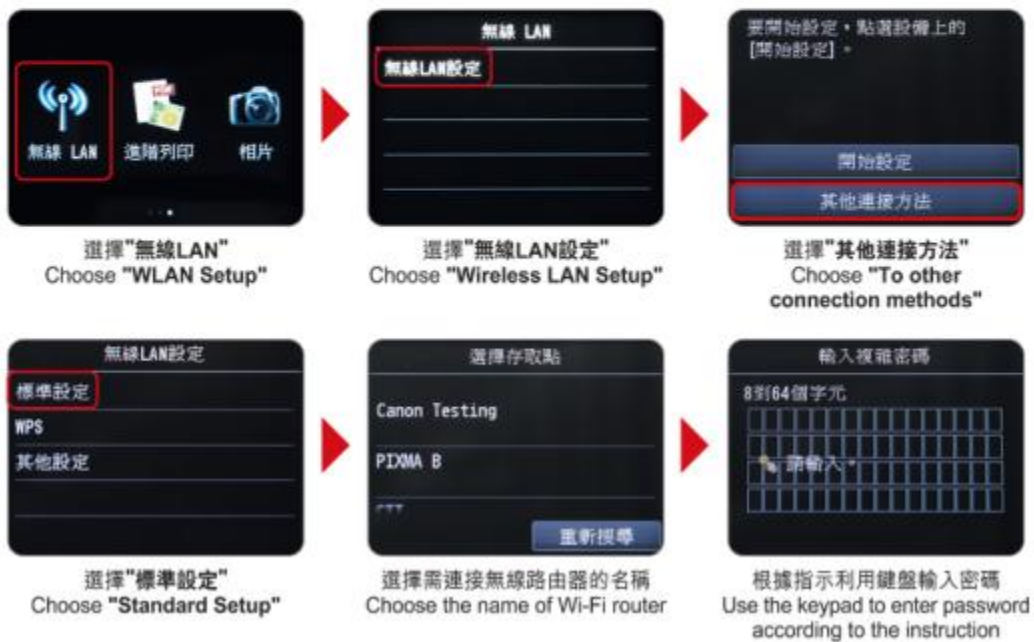 無線 LAN
進階列印
相片
選擇"無線LAN"
Choose "WLAN Setup"
無線 LAN
無線LAN設定
選擇"無線LAN設定"
Choose "Wireless LAN Setup"
要開始設定，點選設備上的
[開始設定]。
開始設定
其他連接方法
選擇"其他連接方法"
Choose "To other
connection methods"
無線LAN設定
標準設定
WPS
其他設定
選擇"標準設定"
Choose "Standard Setup"
選擇存取點
Canon Testing
PIXMA B
重新搜尋
選擇需連接無線路由器的名稱
Choose the name of Wi-Fi router
輸入複雜密碼
8到64個字元
請輸入。
根據指示利用鍵盤輸入密碼
Use the keypad to enter password
according to the instruction